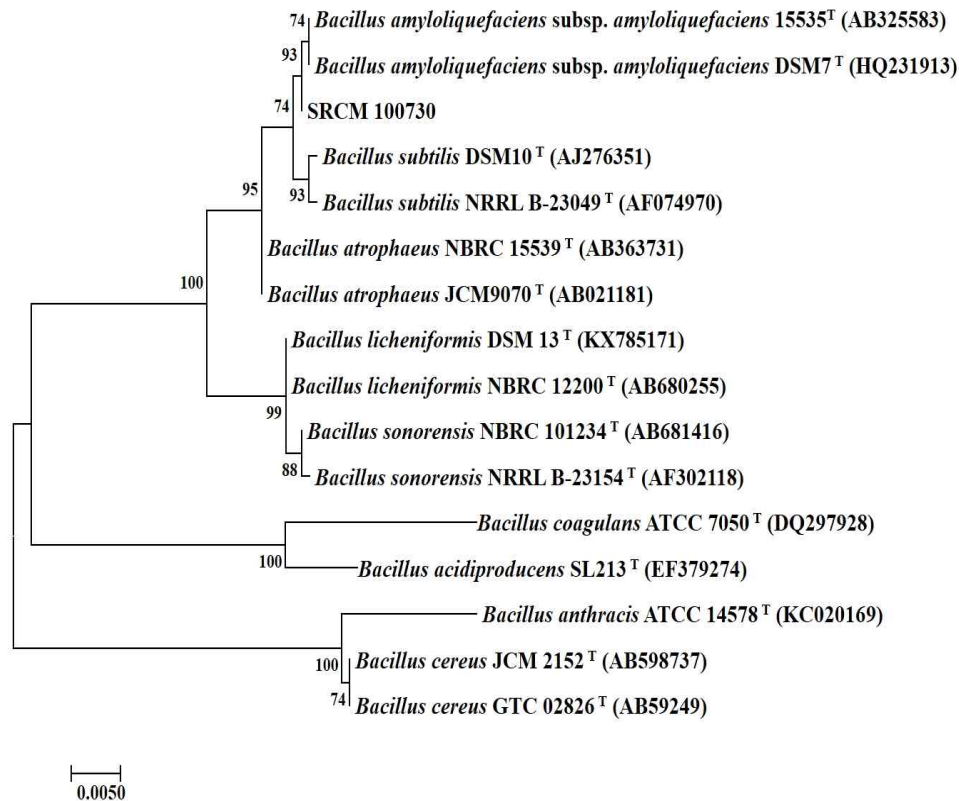 74 Bacillus amyloliquefaciens subsp. amyloliquefaciens 15535ᵀ (AB325583)
93 Bacillus amyloliquefaciens subsp. amyloliquefaciens DSM7 ᵀ (HQ231913)
74 SRCM 100730
Bacillus subtilis DSM10 ᵀ (AJ276351)
95 93 Bacillus subtilis NRRL B-23049 ᵀ (AF074970)
Bacillus atrophaeus NBRC 15539 ᵀ (AB363731)
100 Bacillus atrophaeus JCM9070 ᵀ (AB021181)
Bacillus licheniformis DSM 13 ᵀ (KX785171)
Bacillus licheniformis NBRC 12200 ᵀ (AB680255)
99 Bacillus sonorensis NBRC 101234 ᵀ (AB681416)
88 Bacillus sonorensis NRRL B-23154 ᵀ (AF302118)
Bacillus coagulans ATCC 7050 ᵀ (DQ297928)
100 Bacillus acidiproducens SL213 ᵀ (EF379274)
Bacillus anthracis ATCC 14578 ᵀ (KC020169)
100 Bacillus cereus JCM 2152 ᵀ (AB598737)
74 Bacillus cereus GTC 02826 ᵀ (AB59249)
0.0050